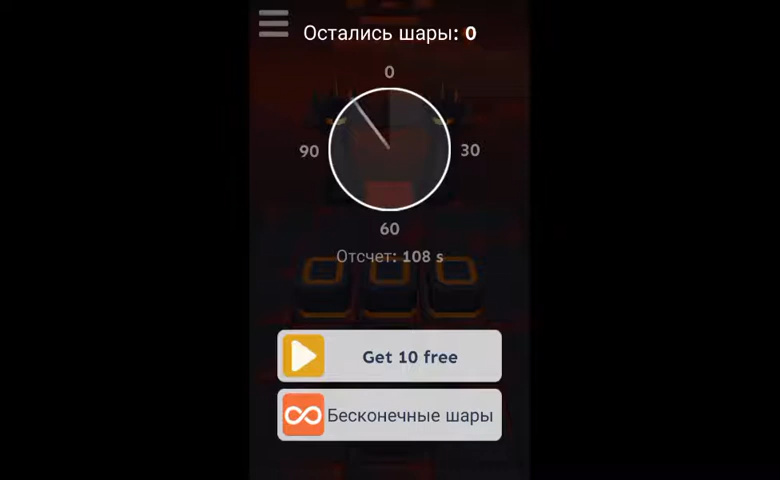 Остались шары: 0
0
90
30
60
Отсчет: 108 s
Get 10 free
Бесконечные шары